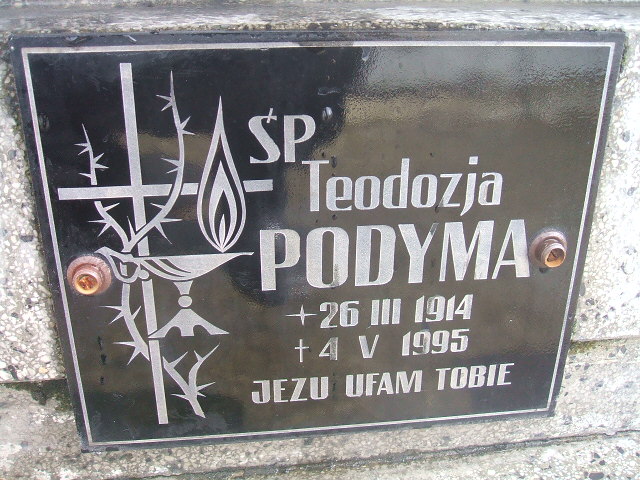 ŚP
Teodozja
PODYMA
26 III 1914
† 4 V 1995
JEZU UFAM TOBIE